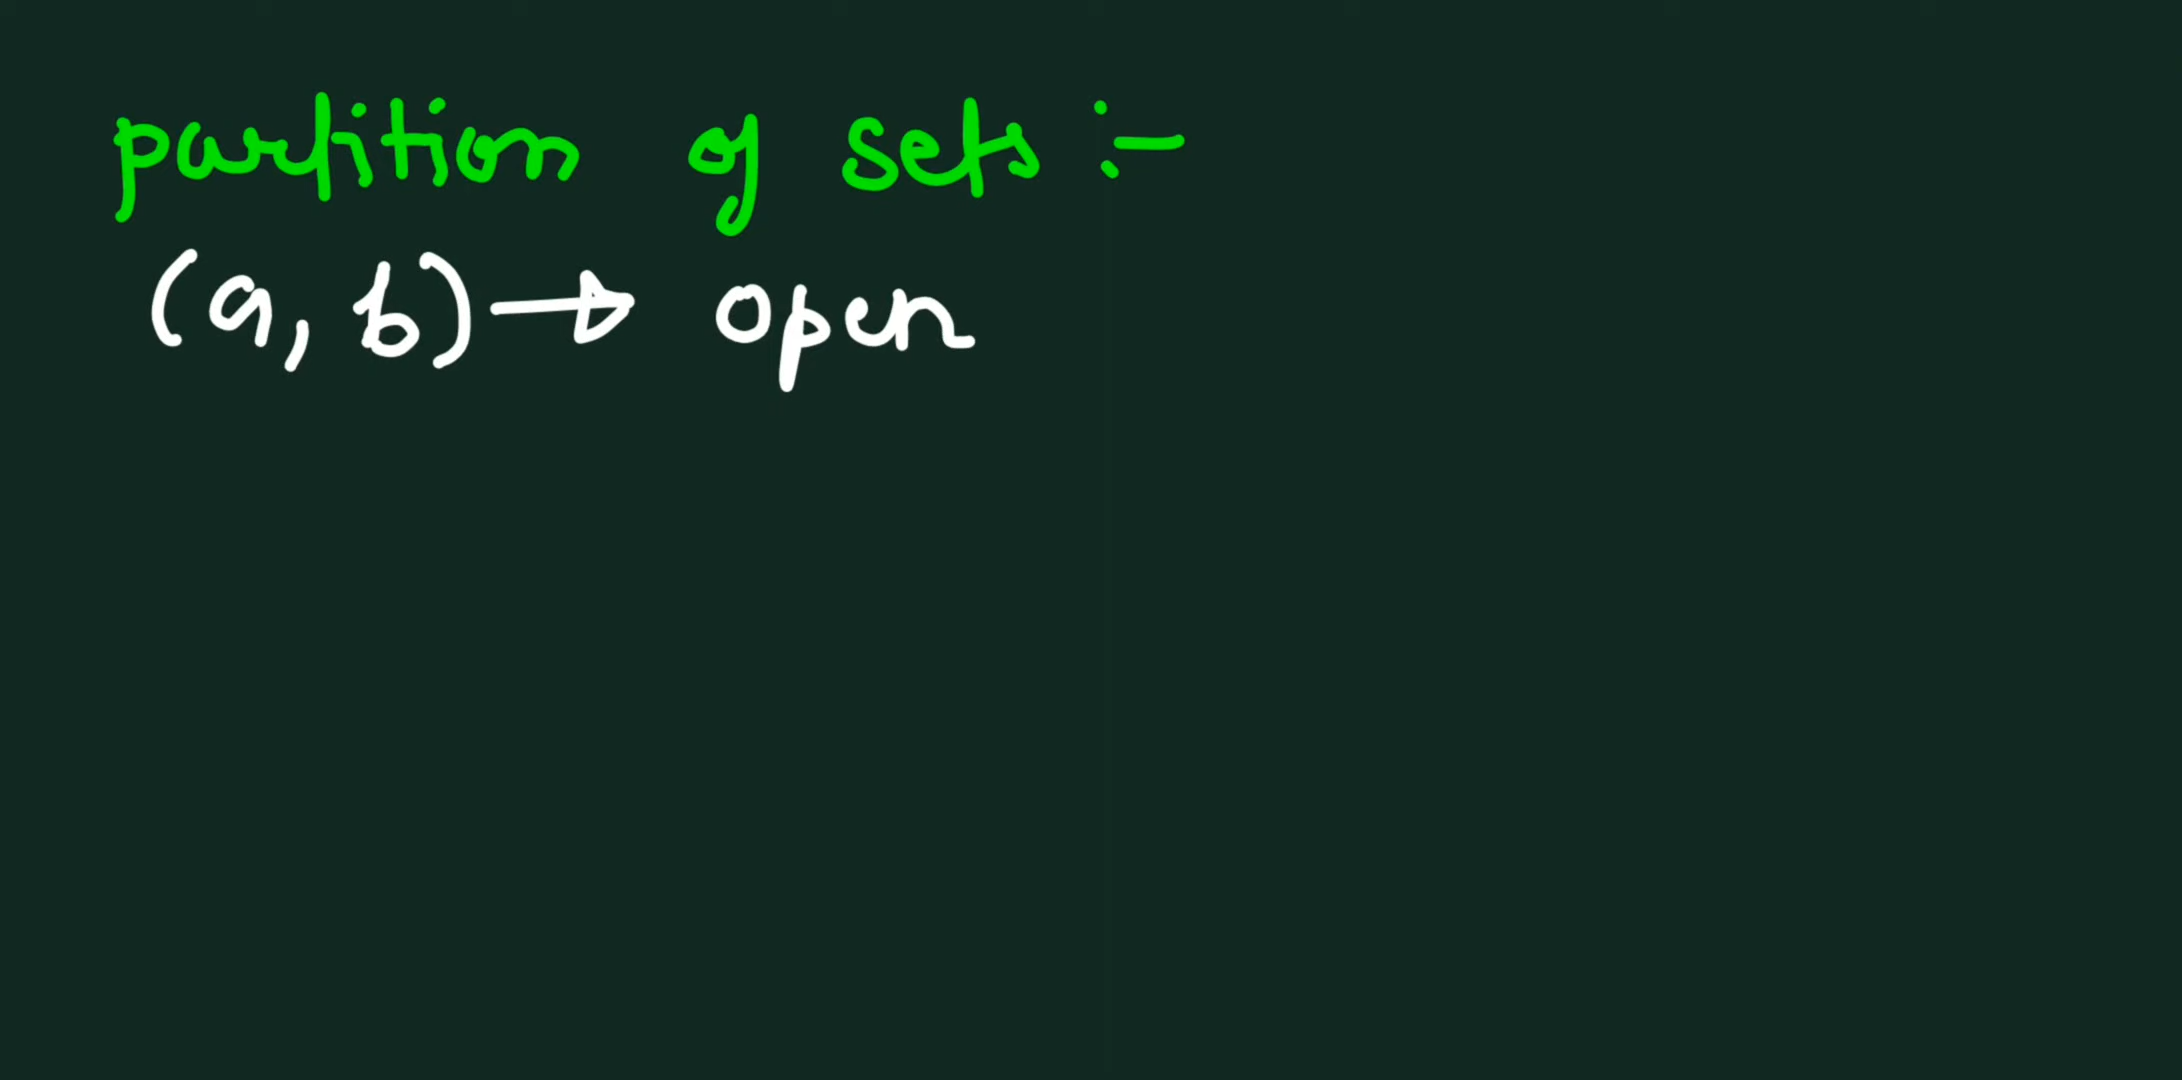 partition of sets :-
(a, b) → open